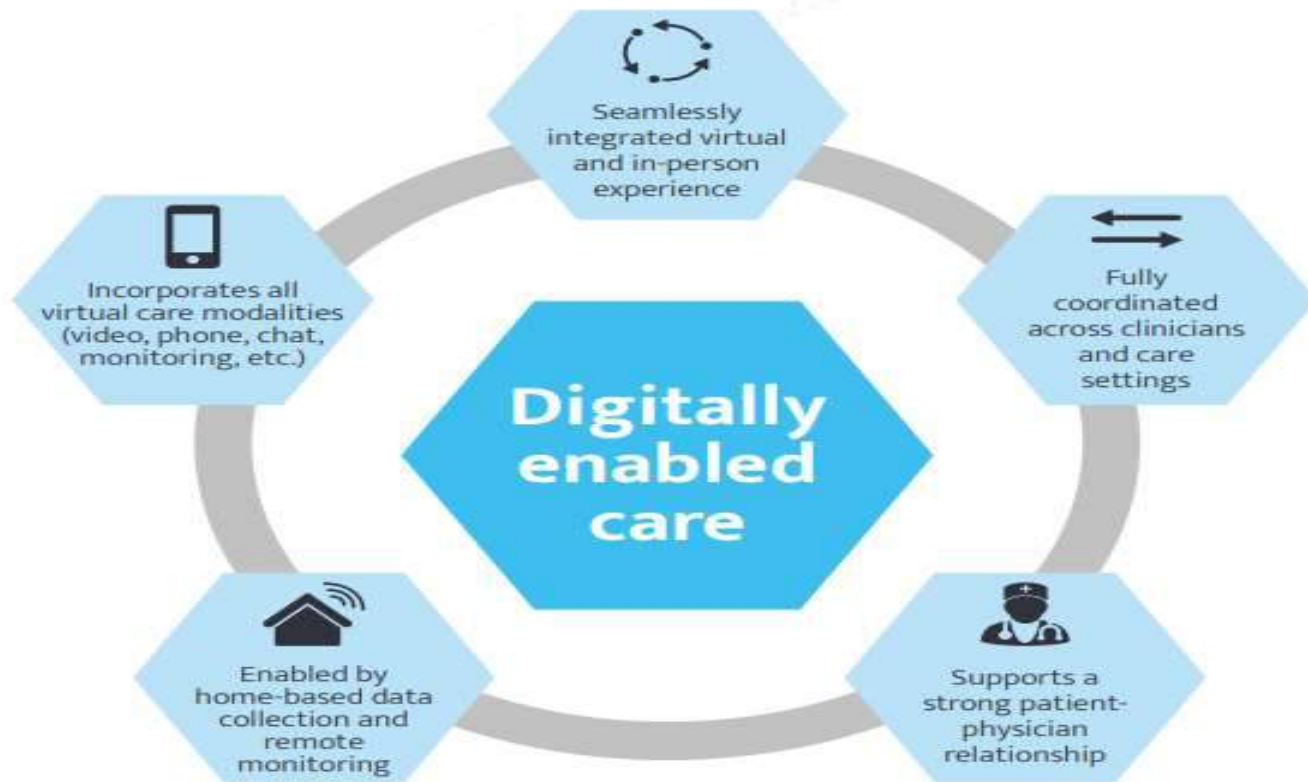 Seamlessly
integrated virtual
and in-person
experience
Fully
coordinated
across clinicians
and care
settings
Supports a
strong patient-
physician
relationship
Enabled by
home-based data
collection and
remote
monitoring
Incorporates all
virtual care modalities
(video, phone, chat,
monitoring, etc.)
Digitally
enabled
care